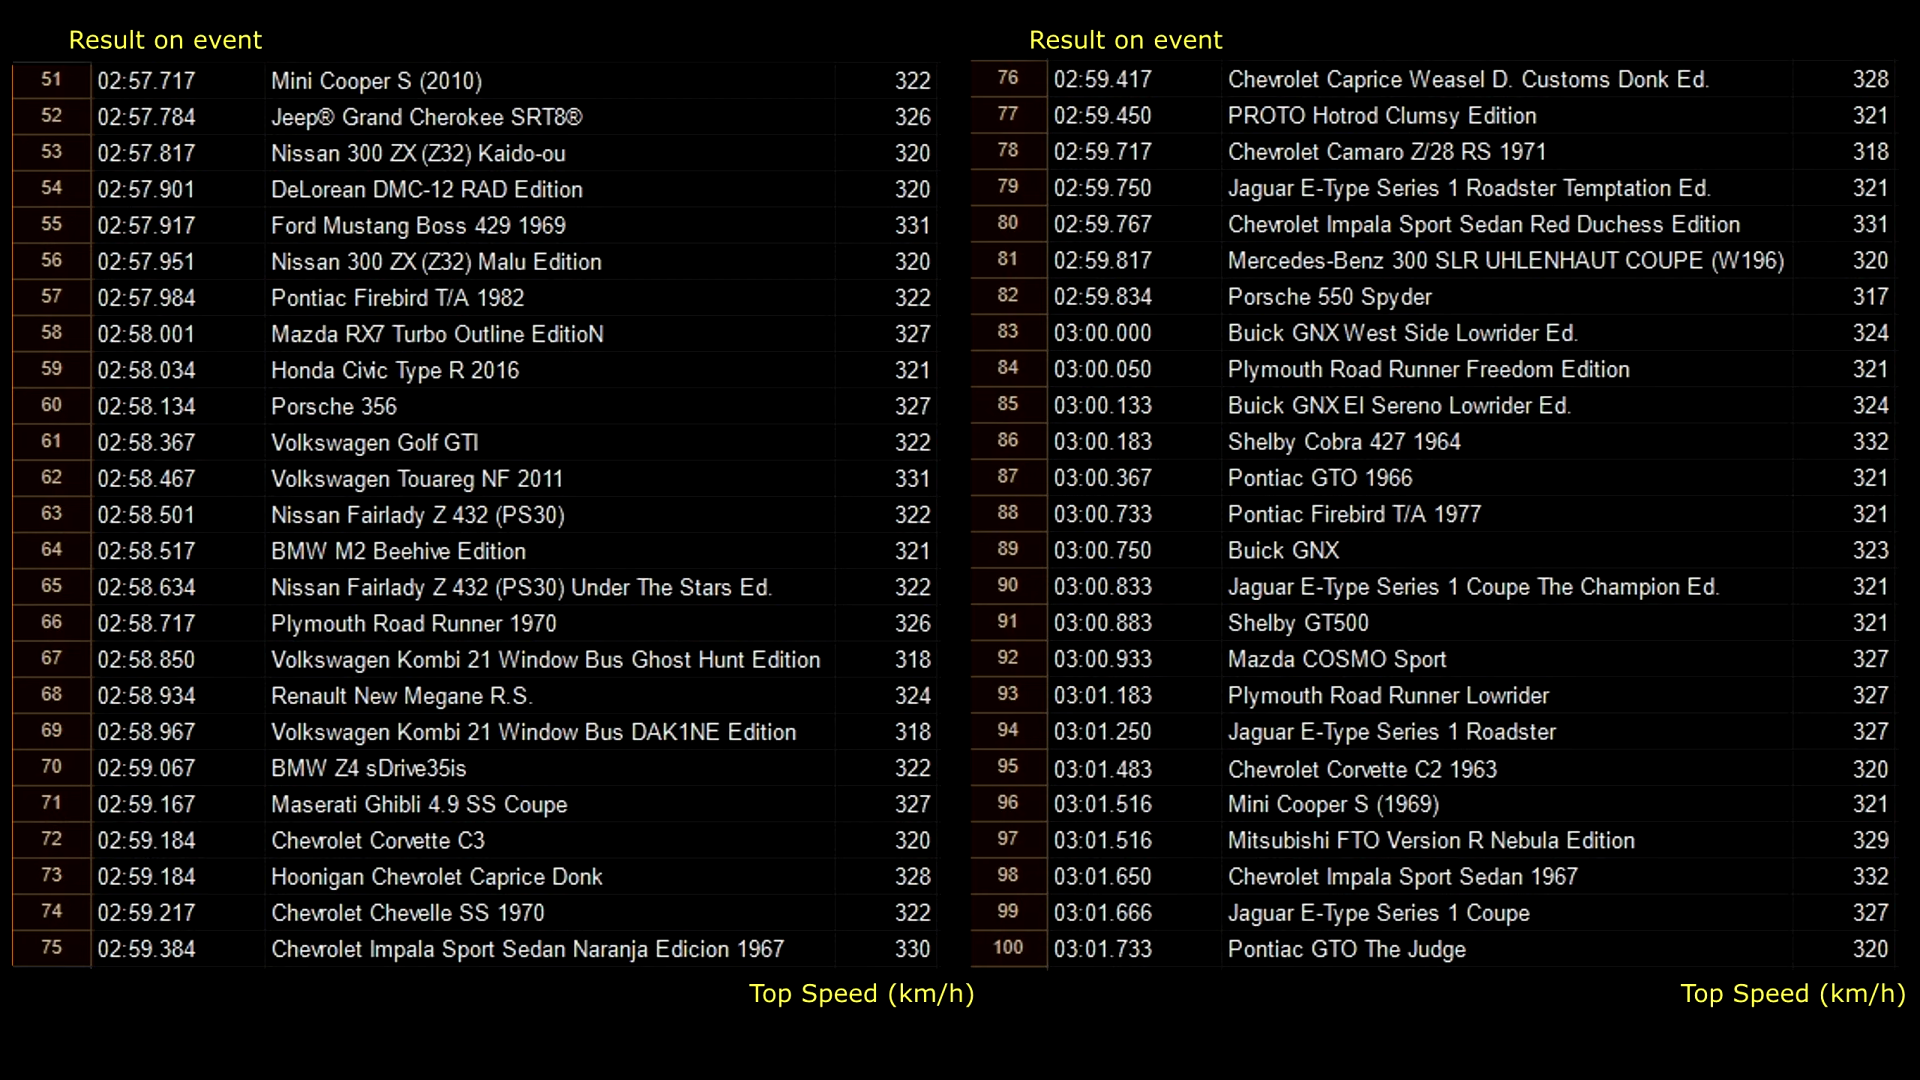 Result on event
51 02:57.717 Mini Cooper S (2010) 322
52 02:57.784 Jeep® Grand Cherokee SRT8® 326
53 02:57.817 Nissan 300 ZX (Z32) Kaido-ou 320
54 02:57.901 DeLorean DMC-12 RAD Edition 320
55 02:57.917 Ford Mustang Boss 429 1969 331
56 02:57.951 Nissan 300 ZX (Z32) Malu Edition 320
57 02:57.984 Pontiac Firebird T/A 1982 322
58 02:58.001 Mazda RX7 Turbo Outline EditioN 327
59 02:58.034 Honda Civic Type R 2016 321
60 02:58.134 Porsche 356 327
61 02:58.367 Volkswagen Golf GTI 322
62 02:58.467 Volkswagen Touareg NF 2011 331
63 02:58.501 Nissan Fairlady Z 432 (PS30) 322
64 02:58.517 BMW M2 Beehive Edition 321
65 02:58.634 Nissan Fairlady Z 432 (PS30) Under The Stars Ed. 322
66 02:58.717 Plymouth Road Runner 1970 326
67 02:58.850 Volkswagen Kombi 21 Window Bus Ghost Hunt Edition 318
68 02:58.934 Renault New Megane R.S. 324
69 02:58.967 Volkswagen Kombi 21 Window Bus DAK1NE Edition 318
70 02:59.067 BMW Z4 sDrive35is 322
71 02:59.167 Maserati Ghibli 4.9 SS Coupe 327
72 02:59.184 Chevrolet Corvette C3 320
73 02:59.184 Hoonigan Chevrolet Caprice Donk 328
74 02:59.217 Chevrolet Chevelle SS 1970 322
75 02:59.384 Chevrolet Impala Sport Sedan Naranja Edicion 1967 330
Top Speed (km/h)
Result on event
76 02:59.417 Chevrolet Caprice Weasel D. Customs Donk Ed. 328
77 02:59.450 PROTO Hotrod Clumsy Edition 321
78 02:59.717 Chevrolet Camaro Z/28 RS 1971 318
79 02:59.750 Jaguar E-Type Series 1 Roadster Temptation Ed. 321
80 02:59.767 Chevrolet Impala Sport Sedan Red Duchess Edition 331
81 02:59.817 Mercedes-Benz 300 SLR UHLENHAUT COUPE (W196) 320
82 02:59.834 Porsche 550 Spyder 317
83 03:00.000 Buick GNX West Side Lowrider Ed. 324
84 03:00.050 Plymouth Road Runner Freedom Edition 321
85 03:00.133 Buick GNX El Sereno Lowrider Ed. 324
86 03:00.183 Shelby Cobra 427 1964 332
87 03:00.367 Pontiac GTO 1966 321
88 03:00.733 Pontiac Firebird T/A 1977 321
89 03:00.750 Buick GNX 323
90 03:00.833 Jaguar E-Type Series 1 Coupe The Champion Ed. 321
91 03:00.883 Shelby GT500 321
92 03:00.933 Mazda COSMO Sport 327
93 03:01.183 Plymouth Road Runner Lowrider 327
94 03:01.250 Jaguar E-Type Series 1 Roadster 327
95 03:01.483 Chevrolet Corvette C2 1963 320
96 03:01.516 Mini Cooper S (1969) 321
97 03:01.516 Mitsubishi FTO Version R Nebula Edition 329
98 03:01.650 Chevrolet Impala Sport Sedan 1967 332
99 03:01.666 Jaguar E-Type Series 1 Coupe 327
100 03:01.733 Pontiac GTO The Judge 320
Top Speed (km/h)